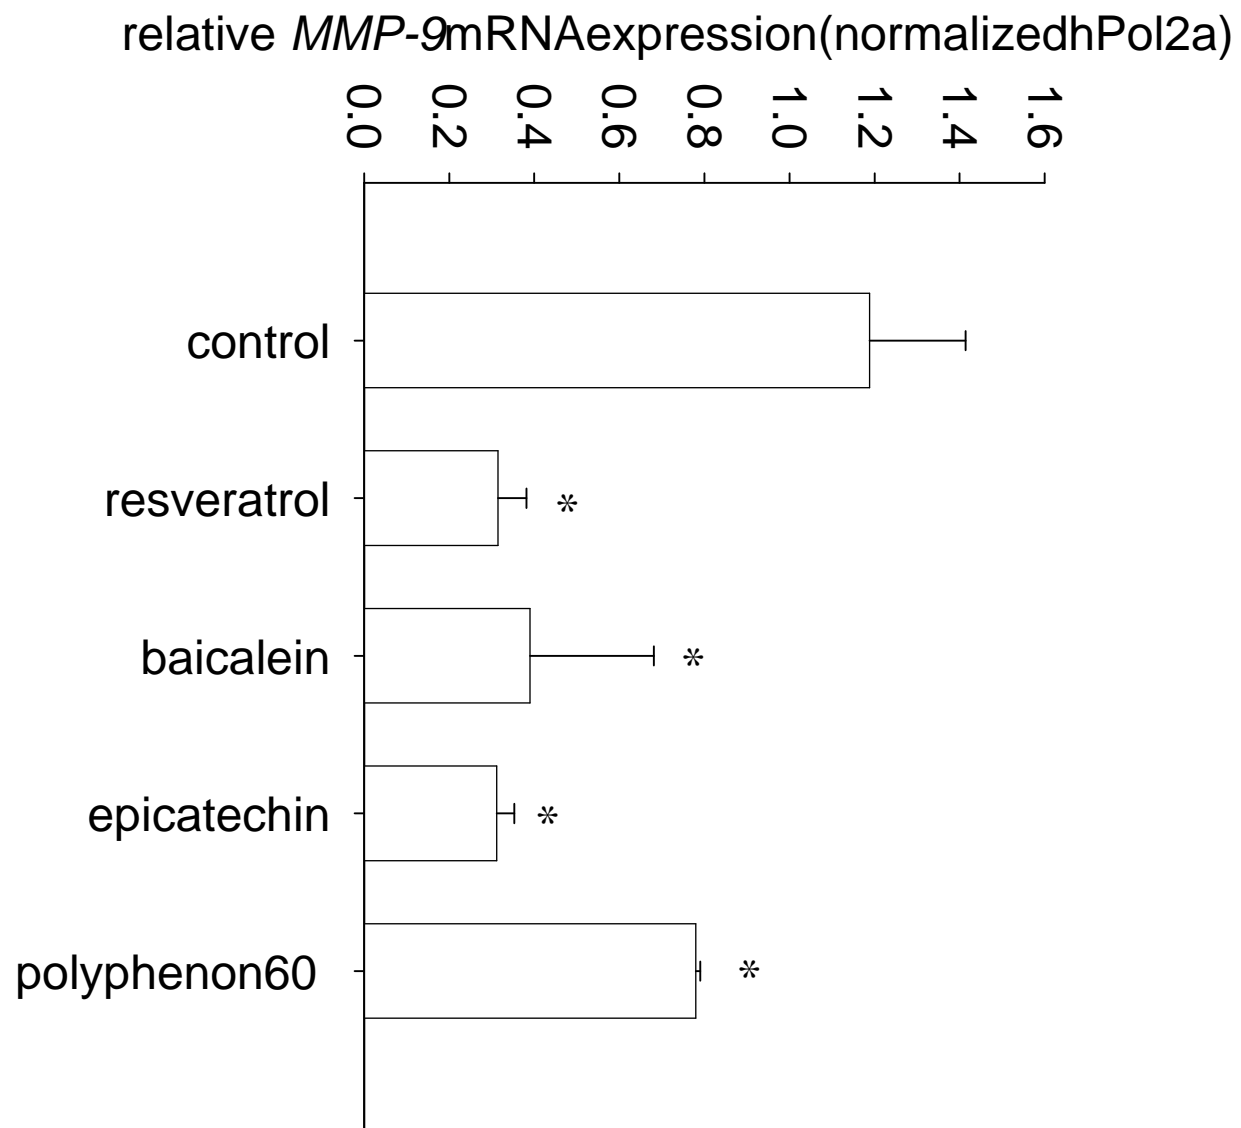 relative MMP-9mRNAexpression(normalizedhPol2a)
0.0 0.2 0.4 0.6 0.8 1.0 1.2 1.4 1.6
control
resveratrol *
baicalein *
epicatechin *
polyphenon60 *